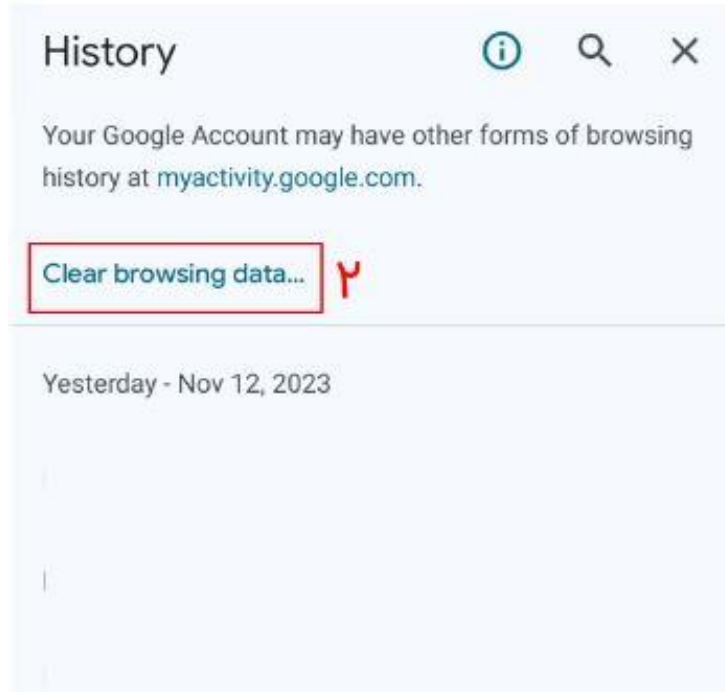 History
Your Google Account may have other forms of browsing
history at myactivity.google.com.
Clear browsing data... ۲
Yesterday - Nov 12, 2023